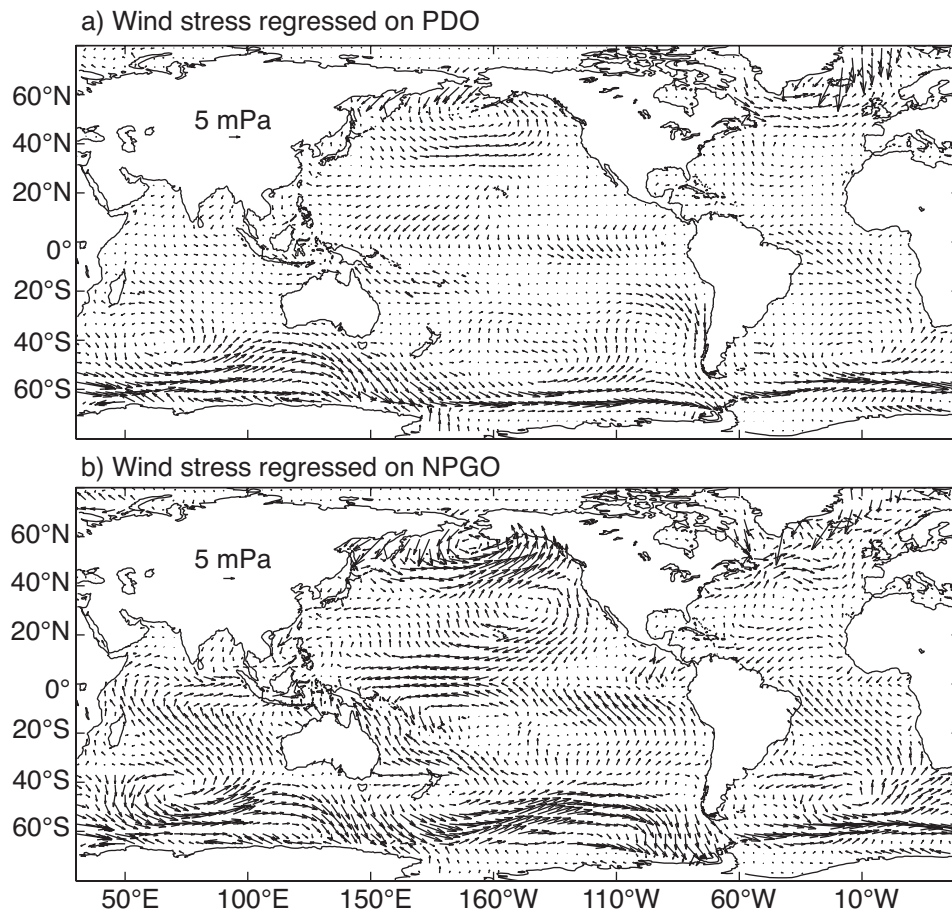 a) Wind stress regressed on PDO
60°N
5 mPa
40°N
20°N
0°
20°S
40°S
60°S
b) Wind stress regressed on NPGO
60°N
5 mPa
40°N
20°N
0°
20°S
40°S
60°S
50°E 100°E 150°E 160°W 110°W 60°W 10°W